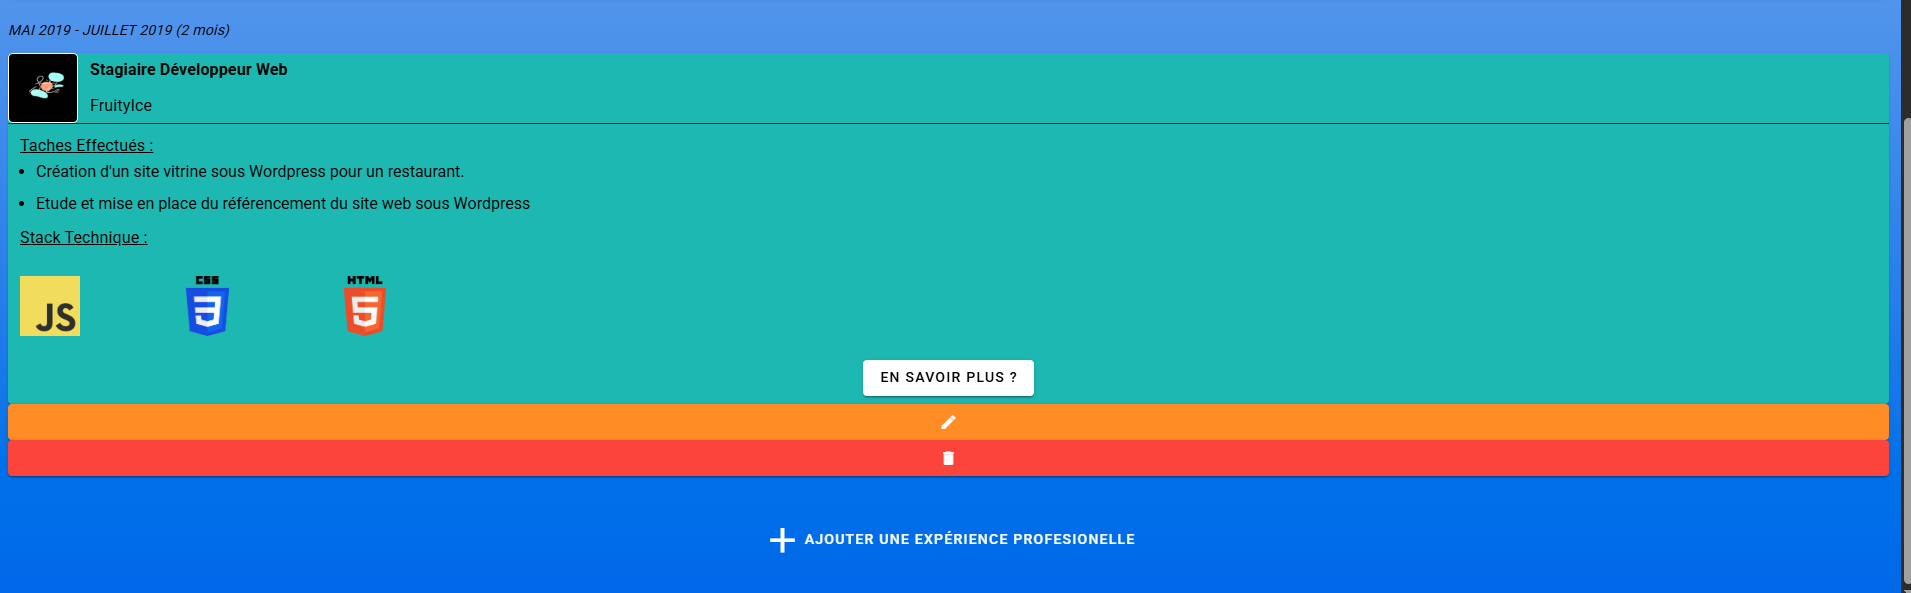 MAI 2019 - JUILLET 2019 (2 mois)
Stagiaire Développeur Web
FruityIce
Taches Effectués :
• Création d'un site vitrine sous Wordpress pour un restaurant.
• Etude et mise en place du référencement du site web sous Wordpress
Stack Technique :
JS CSS 3 HTML 5
EN SAVOIR PLUS ?
AJOUTER UNE EXPÉRIENCE PROFESIONELLE